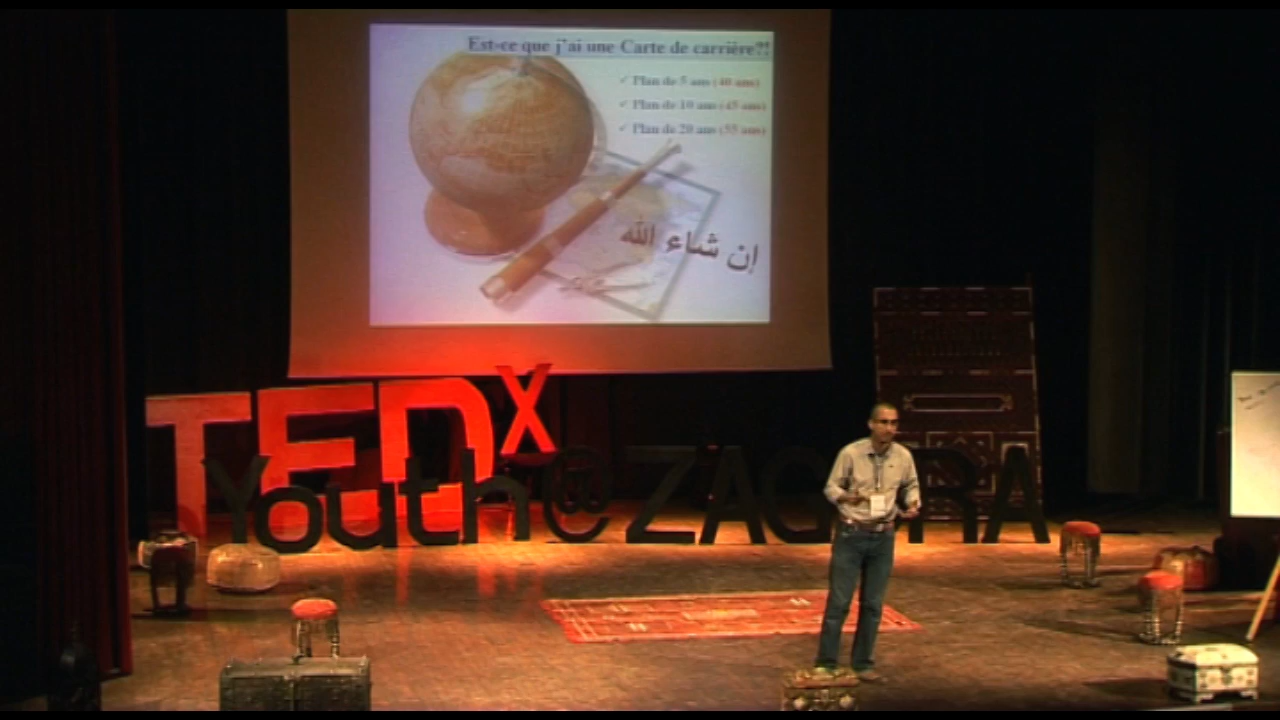 Est-ce que j'ai une Carte de carrière?!
✓ Plan de 5 ans (40 ans)
✓ Plan de 10 ans (45 ans)
✓ Plan de 20 ans (55 ans)
إن شاء الله
TEDx
Youth@ZAGORA